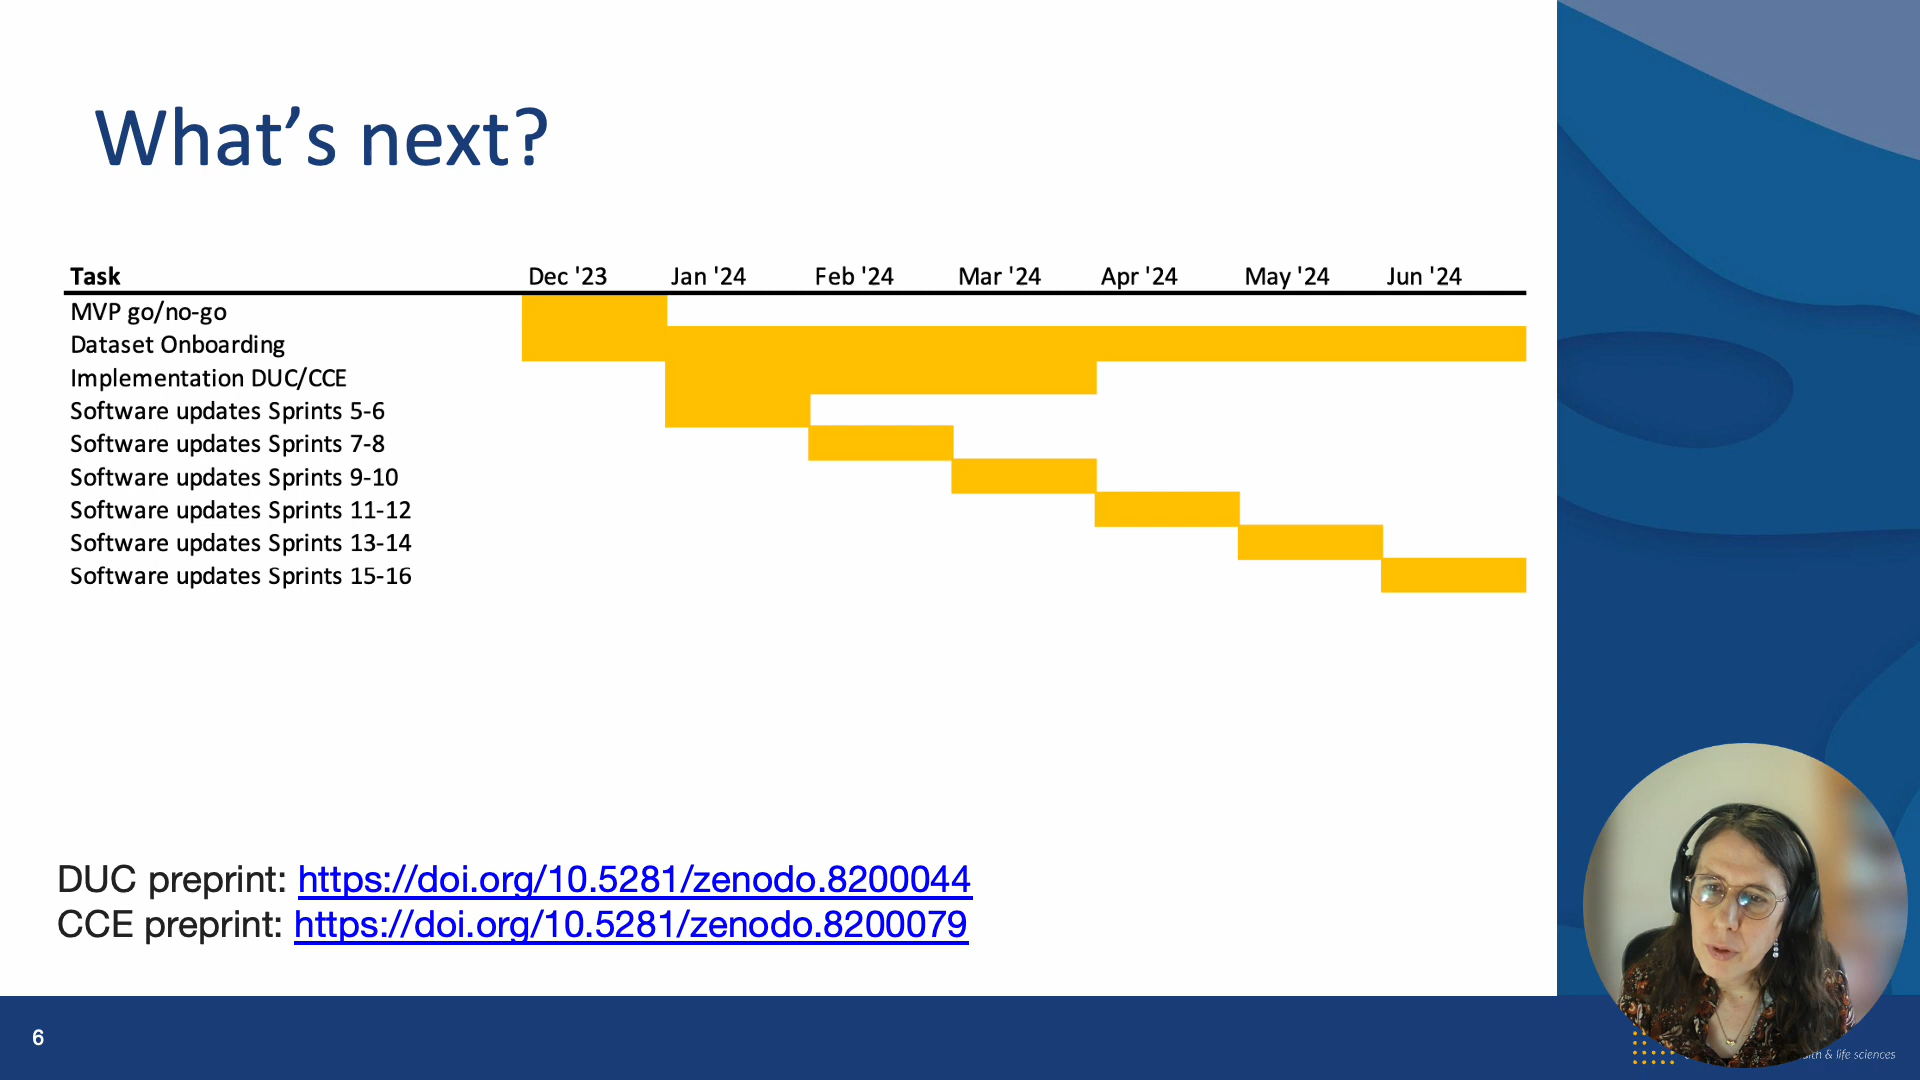 What’s next?
Task Dec '23 Jan '24 Feb '24 Mar '24 Apr '24 May '24 Jun '24
MVP go/no-go
Dataset Onboarding
Implementation DUC/CCE
Software updates Sprints 5-6
Software updates Sprints 7-8
Software updates Sprints 9-10
Software updates Sprints 11-12
Software updates Sprints 13-14
Software updates Sprints 15-16
DUC preprint: https://doi.org/10.5281/zenodo.8200044
CCE preprint: https://doi.org/10.5281/zenodo.8200079
6
& life sciences